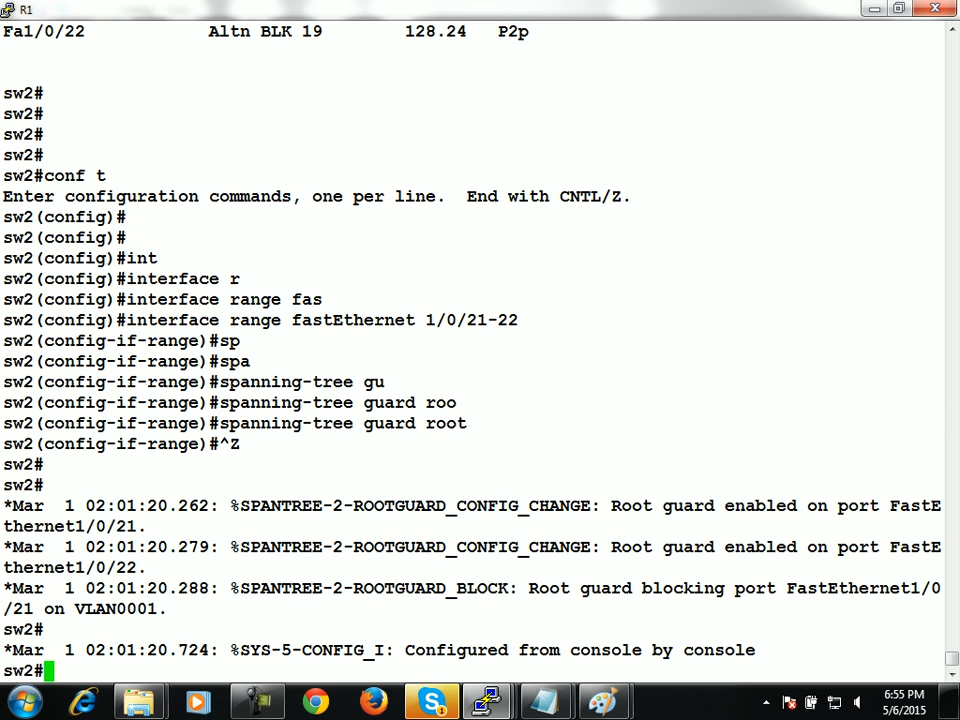 R1
Fa1/0/22 Altn BLK 19 128.24 P2p
sw2#
sw2#
sw2#
sw2#
sw2#conf t
Enter configuration commands, one per line. End with CNTL/Z.
sw2(config)#
sw2(config)#
sw2(config)#int
sw2(config)#interface r
sw2(config)#interface range fas
sw2(config)#interface range fastEthernet 1/0/21-22
sw2(config-if-range)#sp
sw2(config-if-range)#spa
sw2(config-if-range)#spanning-tree gu
sw2(config-if-range)#spanning-tree guard roo
sw2(config-if-range)#spanning-tree guard root
sw2(config-if-range)#^Z
sw2#
sw2#
*Mar 1 02:01:20.262: %SPANTREE-2-ROOTGUARD_CONFIG_CHANGE: Root guard enabled on port FastE
thernet1/0/21.
*Mar 1 02:01:20.279: %SPANTREE-2-ROOTGUARD_CONFIG_CHANGE: Root guard enabled on port FastE
thernet1/0/22.
*Mar 1 02:01:20.288: %SPANTREE-2-ROOTGUARD_BLOCK: Root guard blocking port FastEthernet1/0
/21 on VLAN0001.
sw2#
*Mar 1 02:01:20.724: %SYS-5-CONFIG_I: Configured from console by console
sw2#
6:55 PM
5/6/2015